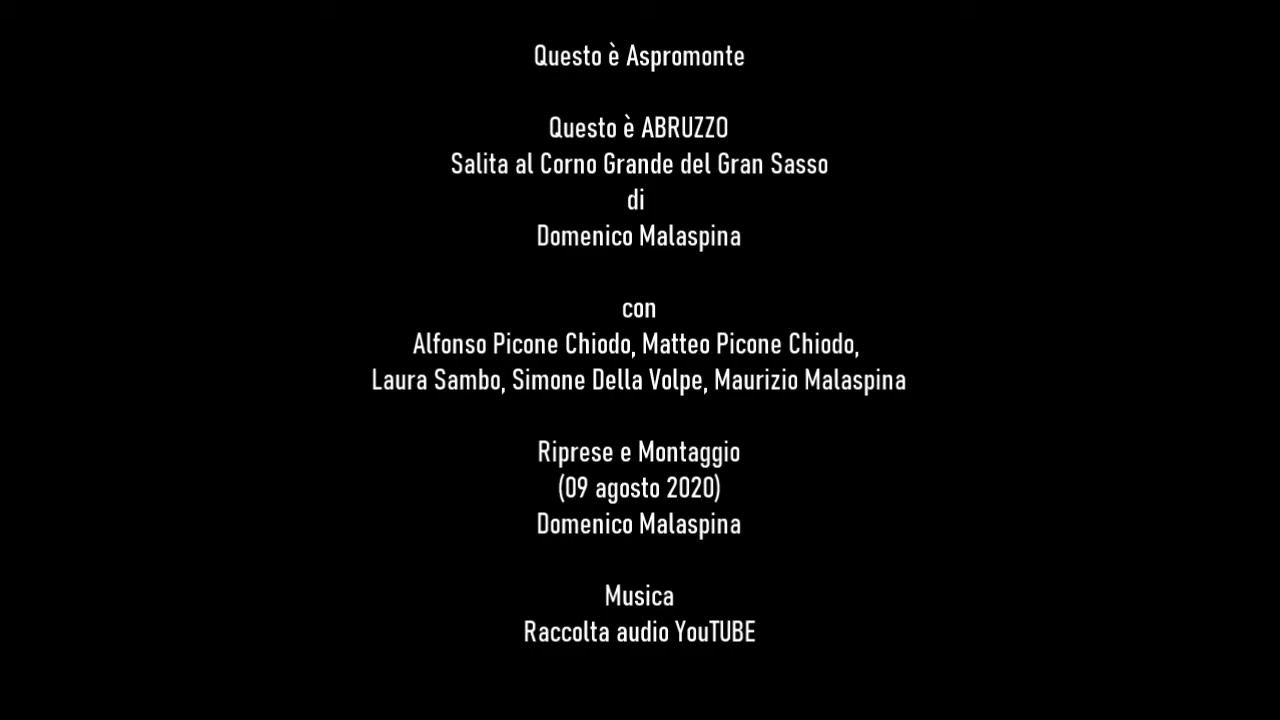 Questo è Aspromonte
Questo è ABRUZZO
Salita al Corno Grande del Gran Sasso
di
Domenico Malaspina
con
Alfonso Picone Chiodo, Matteo Picone Chiodo,
Laura Sambo, Simone Della Volpe, Maurizio Malaspina
Riprese e Montaggio
(09 agosto 2020)
Domenico Malaspina
Musica
Raccolta audio YouTUBE